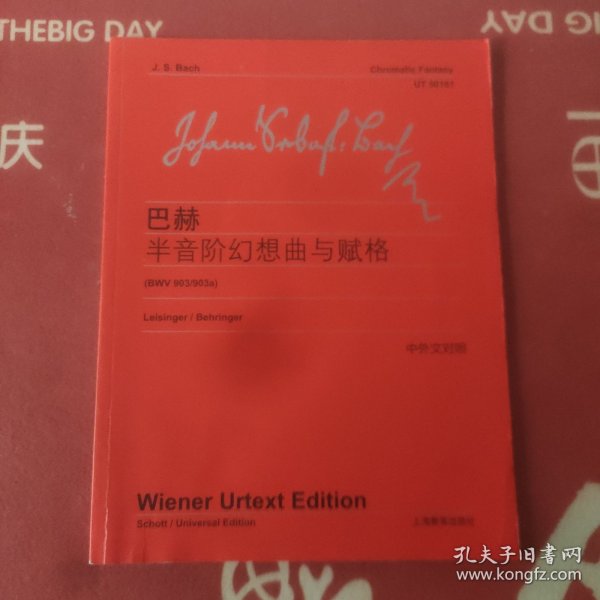 THEBIG DAY
YAD
庆
J. S. Bach
Chromatic Fantasy
UT 50161
Johann Sebast: Bach
巴赫
半音阶幻想曲与赋格
(BWV 903/903a)
Leisinger / Behringer
中外文对照
Wiener Urtext Edition
Schott / Universal Edition
上海教育出版社
孔夫子旧书网
www.kongfz.com